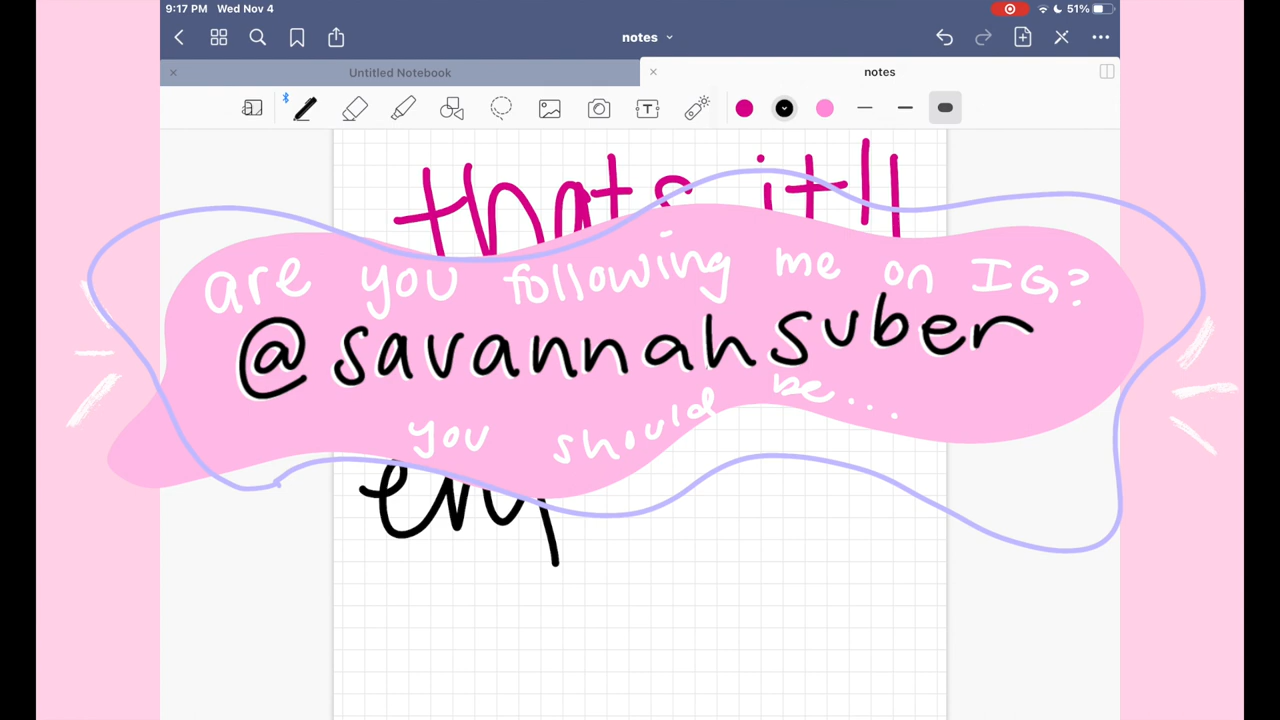 9:17 PM Wed Nov 4
51%
notes
Untitled Notebook
notes
thats it!!
are you following me on IG?
@savannahsuber
you should be...